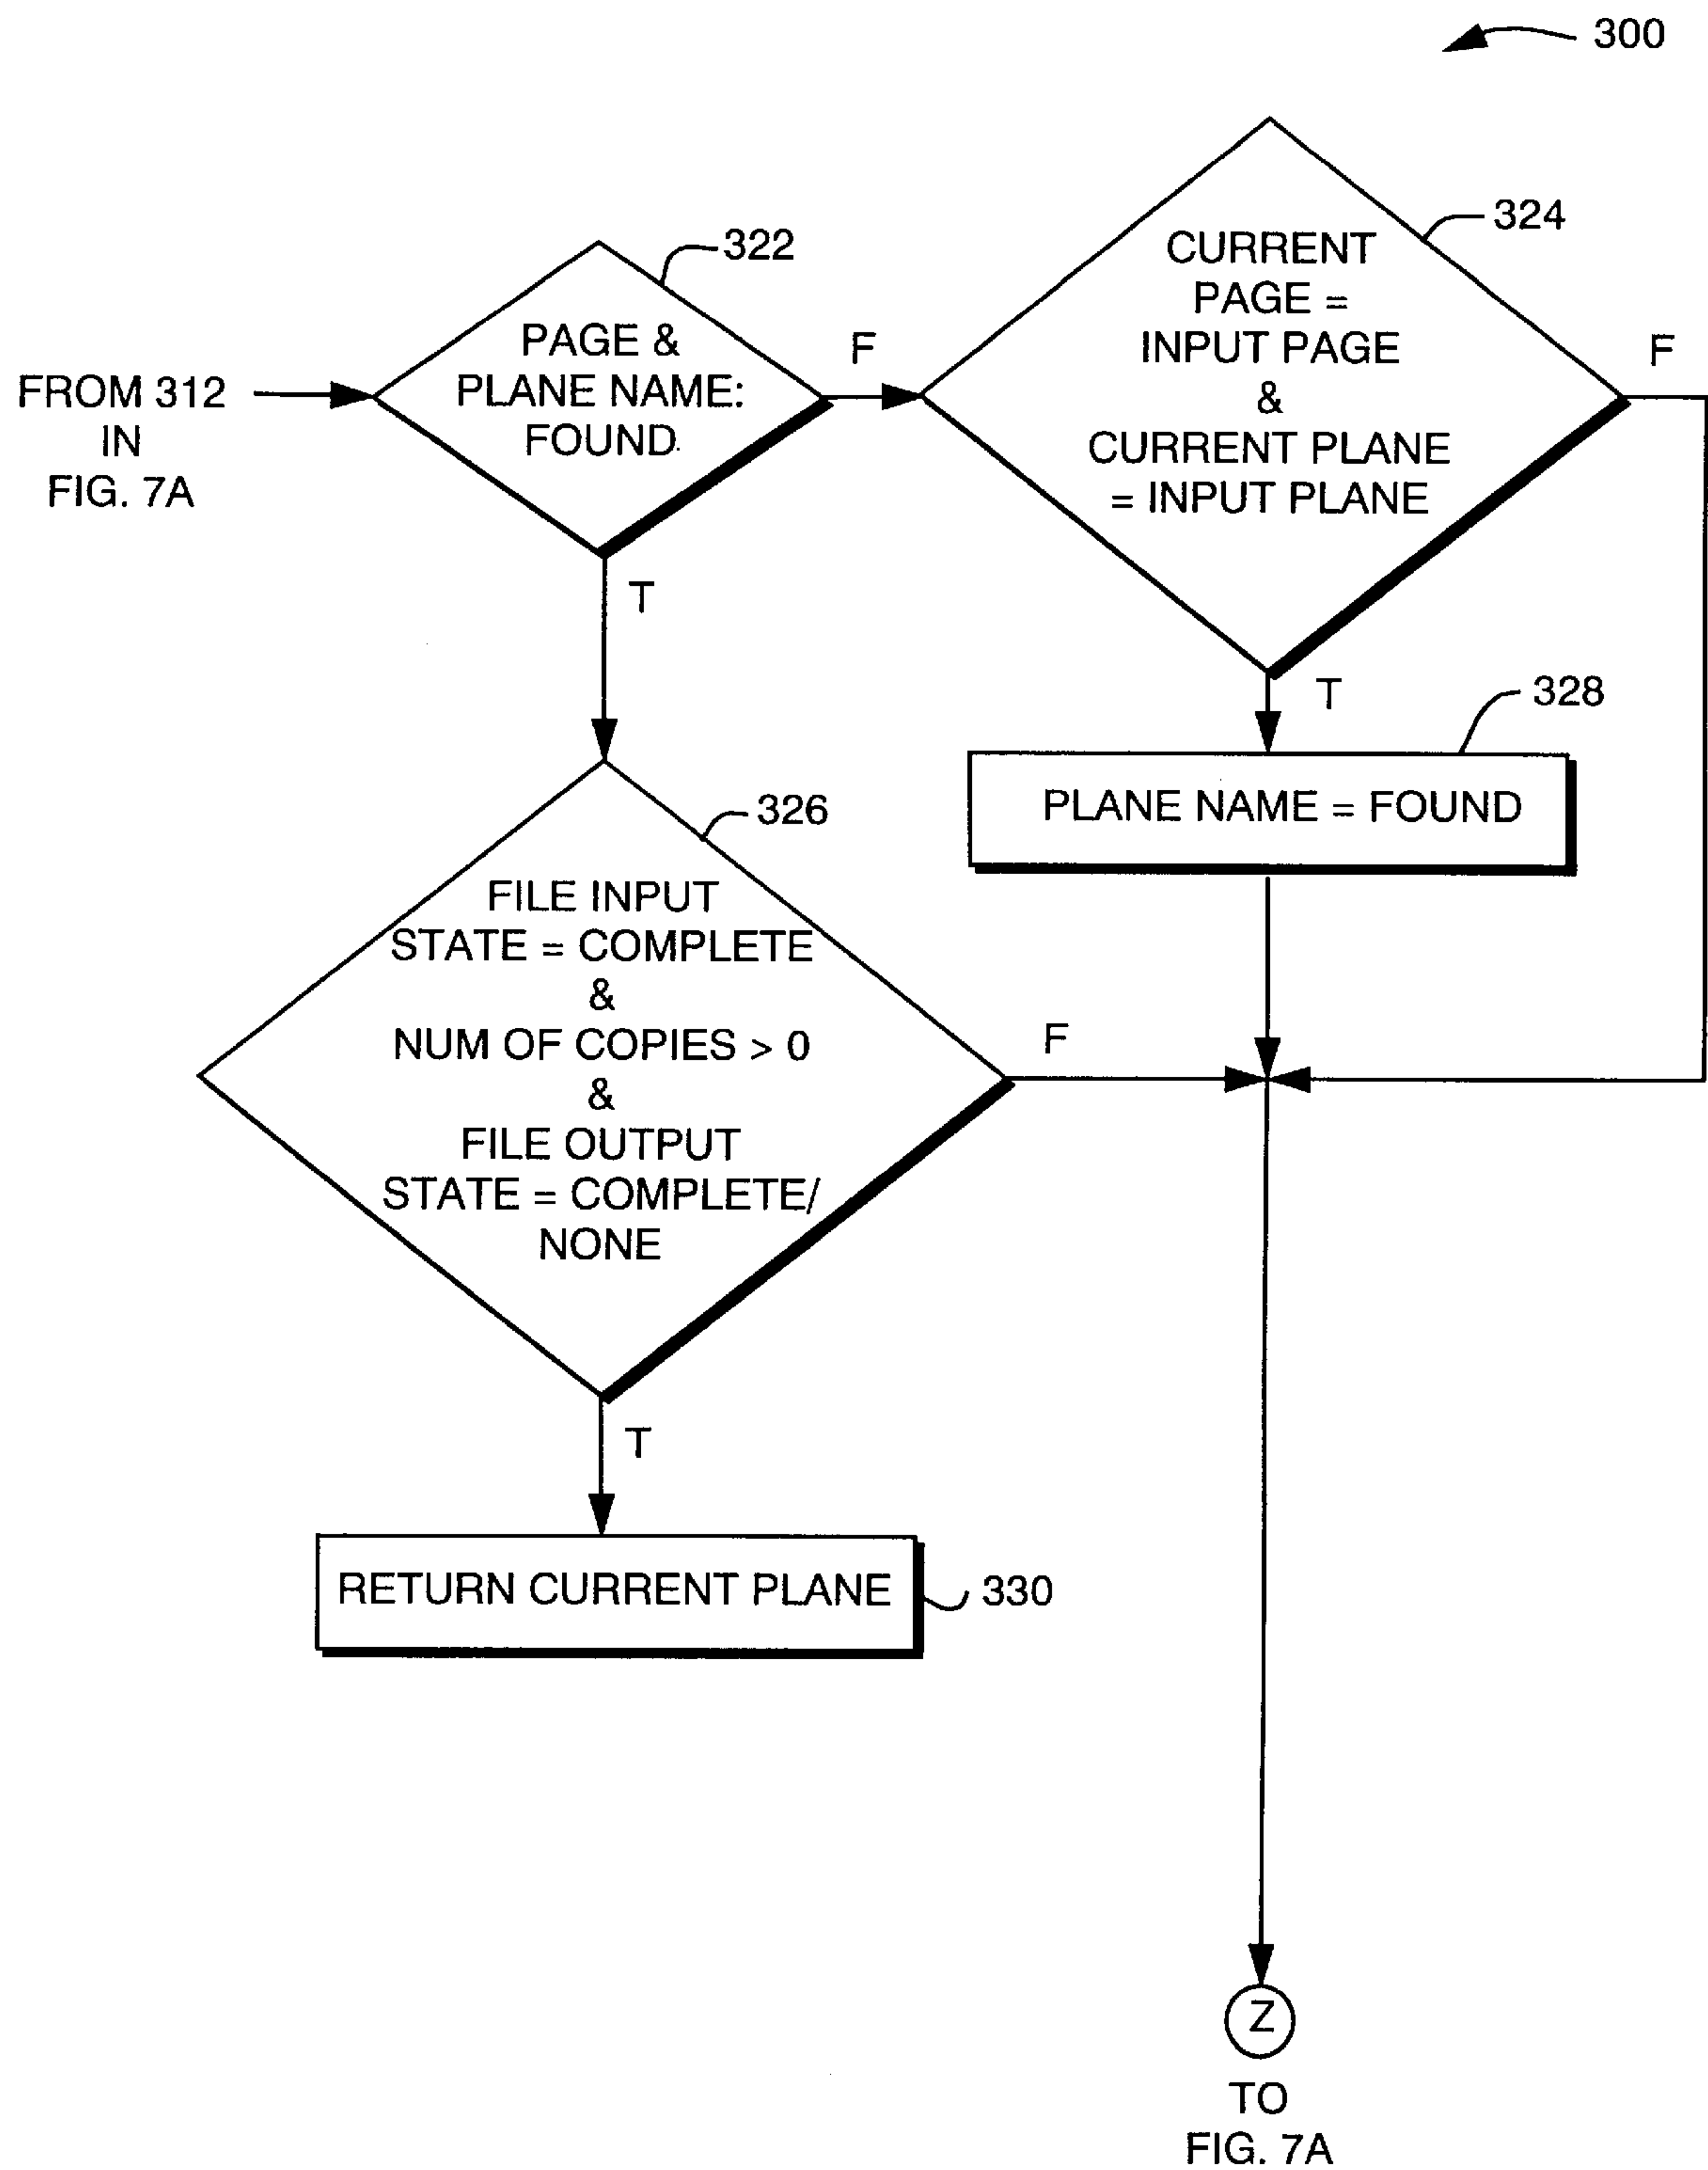 300
324
CURRENT
PAGE =
INPUT PAGE
&
CURRENT PLANE
= INPUT PLANE
F
322
PAGE &
PLANE NAME:
FOUND.
F
FROM 312
IN
FIG. 7A
T
T
328
PLANE NAME = FOUND
326
FILE INPUT
STATE = COMPLETE
&
NUM OF COPIES > 0
&
FILE OUTPUT
STATE = COMPLETE/
NONE
F
T
RETURN CURRENT PLANE
330
Z
TO
FIG. 7A